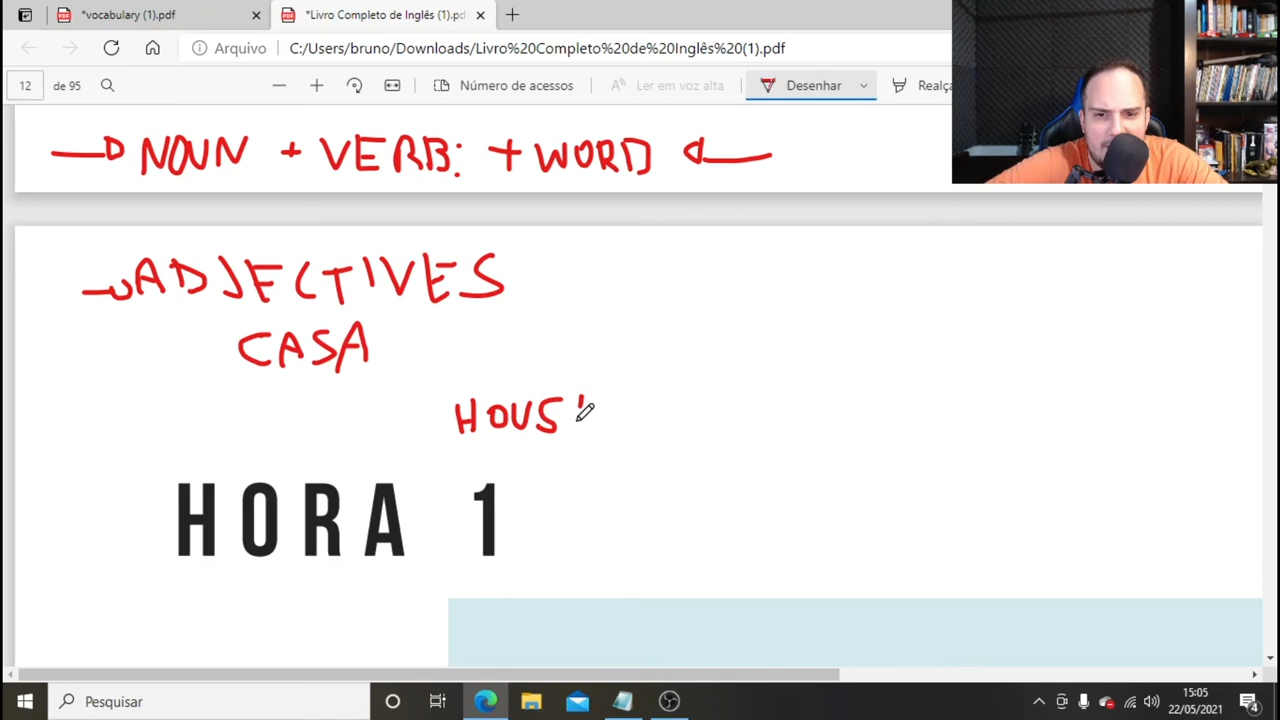 *vocabulary (1).pdf
*Livro Completo de Inglês (1).pd
Arquivo C:/Users/bruno/Downloads/Livro%20Completo%20de%20Inglês%20(1).pdf
12 de 95 Número de acessos Ler em voz alta Desenhar Realça
NOUN + VERB: + WORD
ADJECTIVES
CASA
HOUS
HORA 1
Pesquisar
15:05
22/05/2021
4